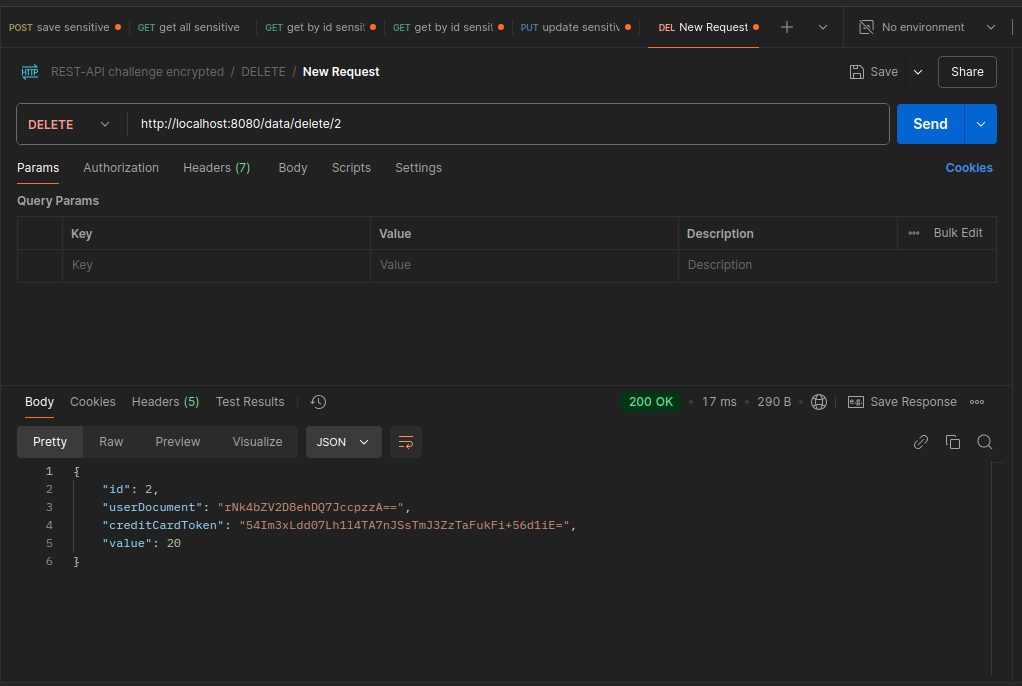 POST save sensitive GET get all sensitive GET get by id sensit GET get by id sensit PUT update sensitiv DEL New Request No environment
HTTP REST-API challenge encrypted / DELETE / New Request Save Share
DELETE http://localhost:8080/data/delete/2 Send
Params Authorization Headers (7) Body Scripts Settings Cookies
Query Params
Key Value Description Bulk Edit
Key Value Description
Body Cookies Headers (5) Test Results 200 OK • 17 ms • 290 B • e.g. Save Response
Pretty Raw Preview Visualize JSON
1 {
2 "id": 2,
3 "userDocument": "rNk4bZV2D8ehDQ7JccpzzA==",
4 "creditCardToken": "54Im3xLdd07Lh1l4TA7nJSsTmJ3ZzTaFukFi+56d1iE=",
5 "value": 20
6 }